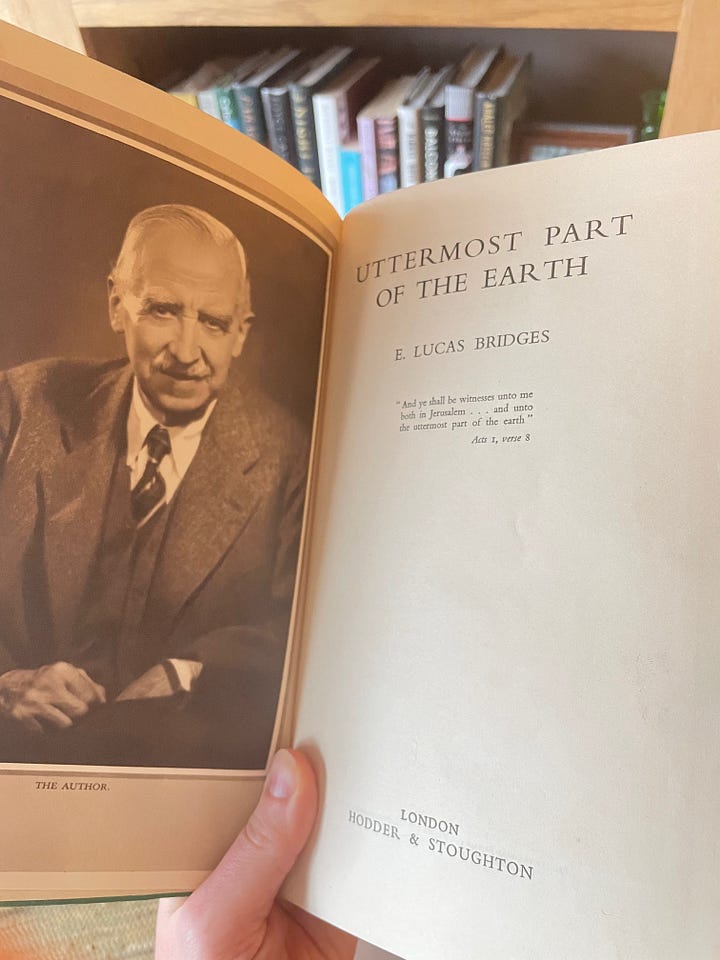 THE AUTHOR.
UTTERMOST PART
OF THE EARTH
E. LUCAS BRIDGES
“And ye shall be witnesses unto me
both in Jerusalem . . . and unto
the uttermost part of the earth”
Acts 1, verse 8
LONDON
HODDER & STOUGHTON